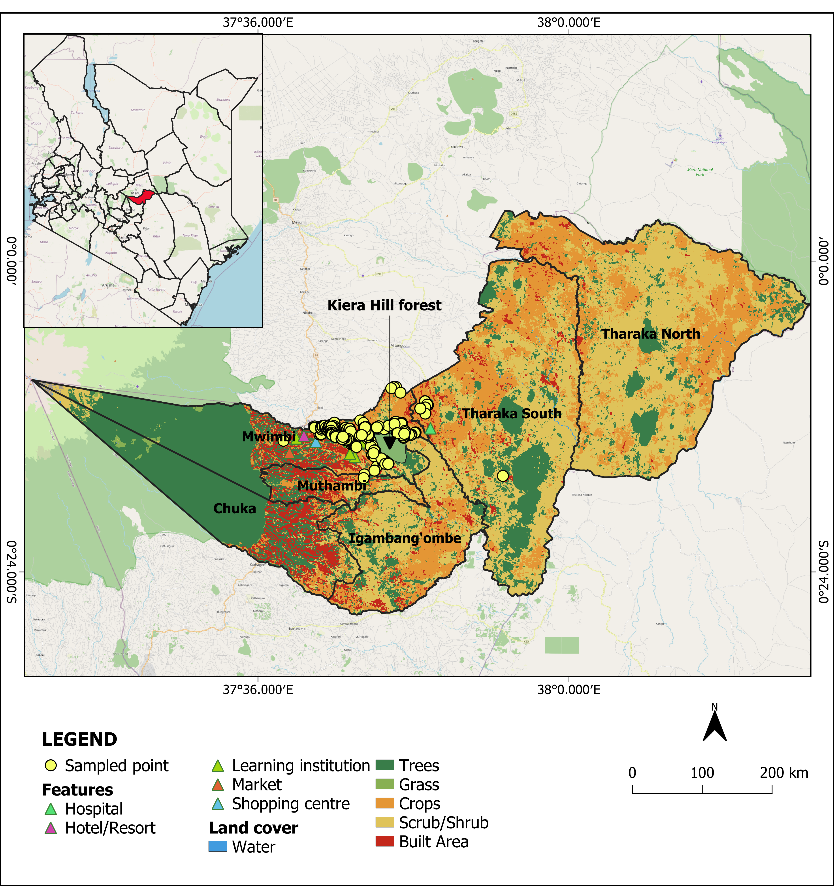 37°36.000′E
38°0.000′E
0°0.000′
0°0.000′
Kiera Hill forest
Tharaka North
Tharaka South
Mwimbi
Muthambi
Chuka
Igambang'ombe
0°24.000′S
0°24.000′S
37°36.000′E
38°0.000′E
N
LEGEND
Sampled point
Features
Hospital
Hotel/Resort
Learning institution
Market
Shopping centre
Land cover
Water
Trees
Grass
Crops
Scrub/Shrub
Built Area
0 100 200 km